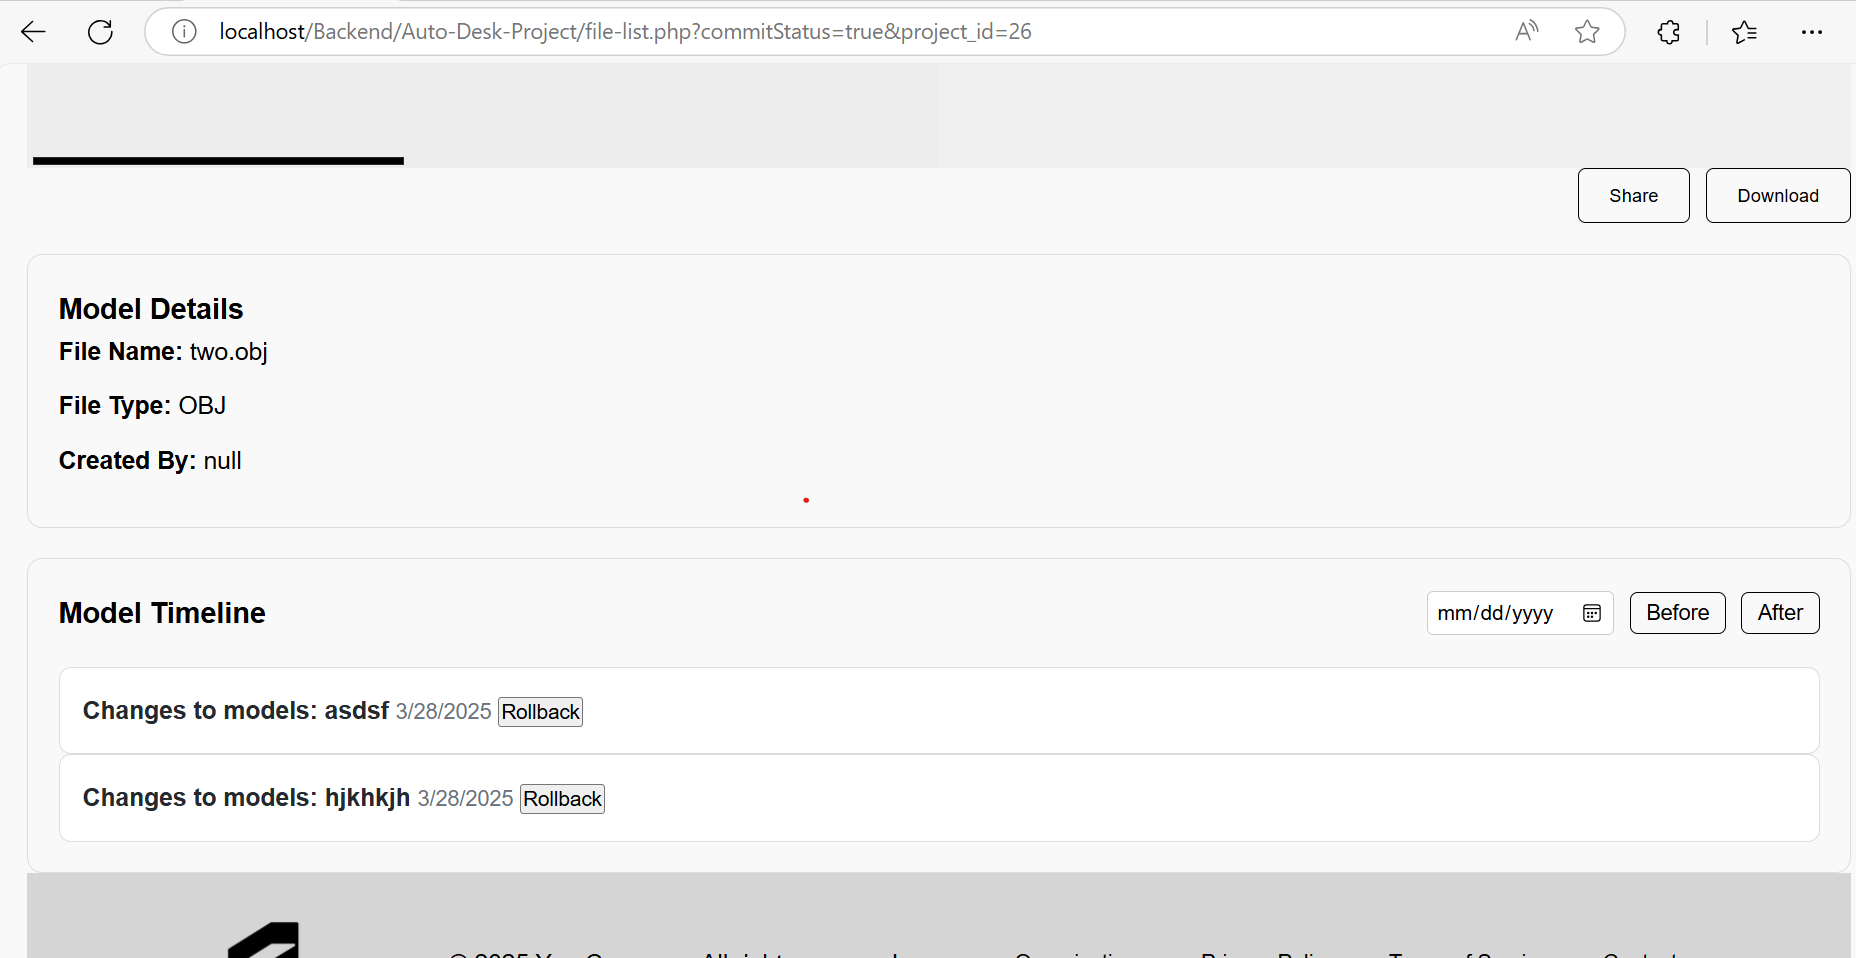 localhost/Backend/Auto-Desk-Project/file-list.php?commitStatus=true&project_id=26
Share Download
Model Details
File Name: two.obj
File Type: OBJ
Created By: null
Model Timeline mm/dd/yyyy Before After
Changes to models: asdsf 3/28/2025 Rollback
Changes to models: hjkhkjh 3/28/2025 Rollback